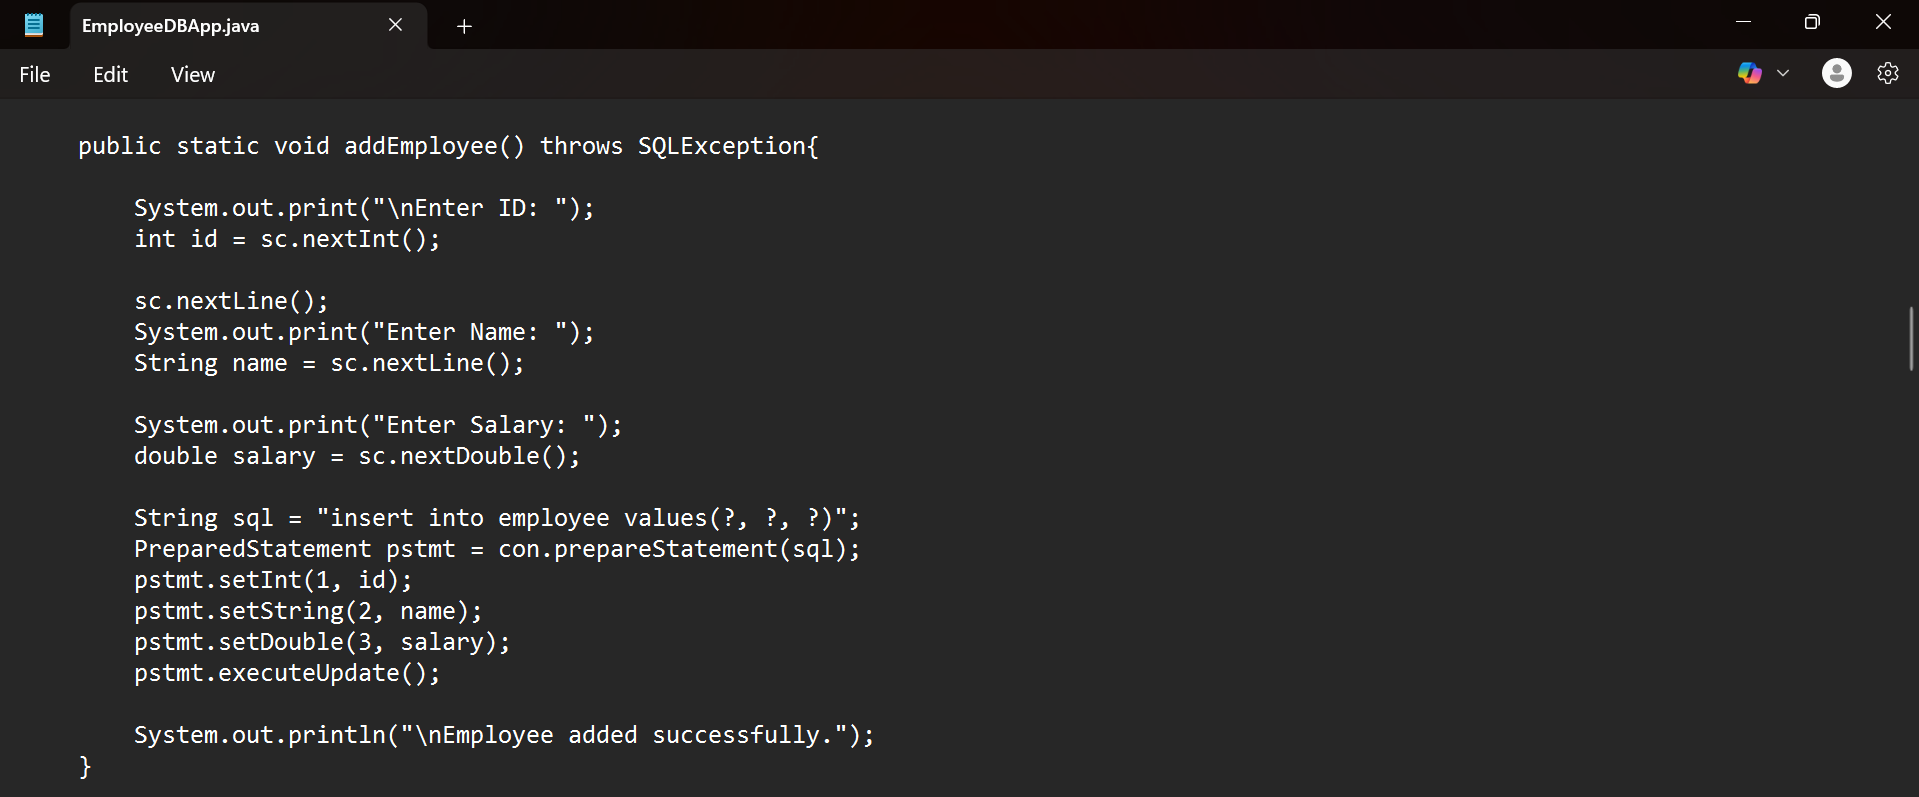 EmployeeDBApp.java
File Edit View
public static void addEmployee() throws SQLException{
System.out.print("\nEnter ID: ");
int id = sc.nextInt();
sc.nextLine();
System.out.print("Enter Name: ");
String name = sc.nextLine();
System.out.print("Enter Salary: ");
double salary = sc.nextDouble();
String sql = "insert into employee values(?, ?, ?)";
PreparedStatement pstmt = con.prepareStatement(sql);
pstmt.setInt(1, id);
pstmt.setString(2, name);
pstmt.setDouble(3, salary);
pstmt.executeUpdate();
System.out.println("\nEmployee added successfully.");
}